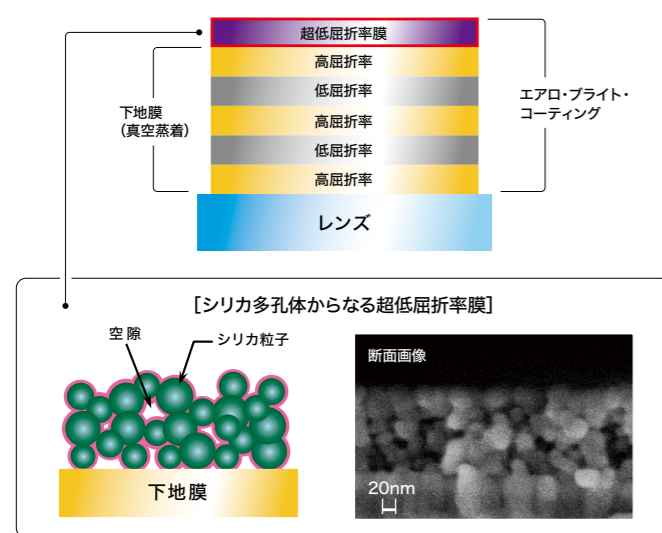 超低屈折率膜
高屈折率
低屈折率
高屈折率
低屈折率
高屈折率
レンズ
下地膜
（真空蒸着）
エアロ・ブライト・
コーティング
［シリカ多孔体からなる超低屈折率膜］
空隙
シリカ粒子
下地膜
断面画像
20nm